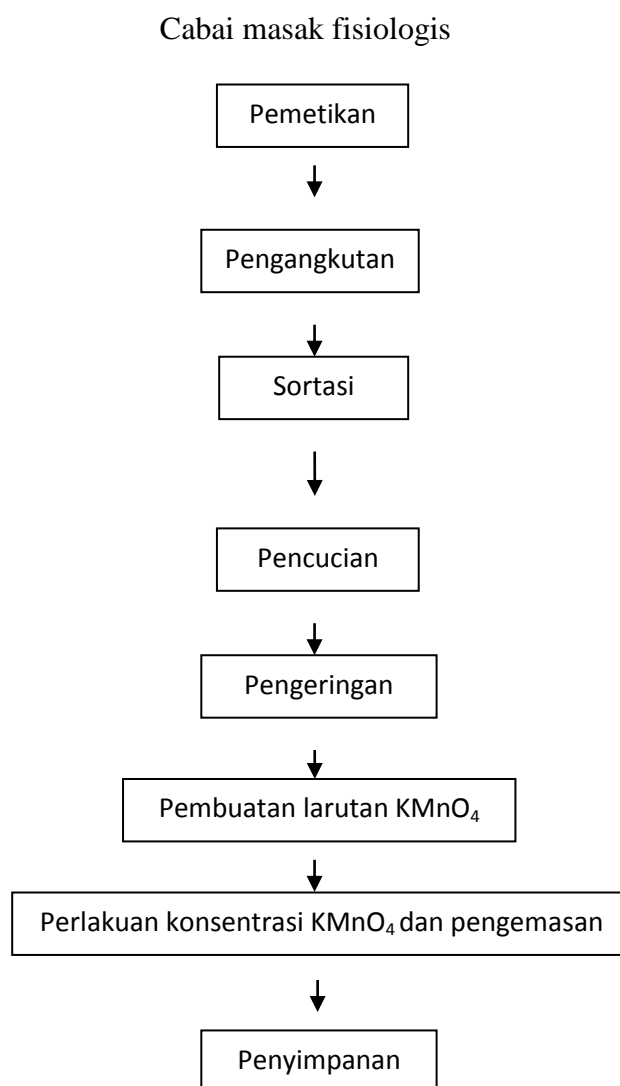 Cabai masak fisiologis
Pemetikan
Pengangkutan
Sortasi
Pencucian
Pengeringan
Pembuatan larutan KMnO₄
Perlakuan konsentrasi KMnO₄ dan pengemasan
Penyimpanan